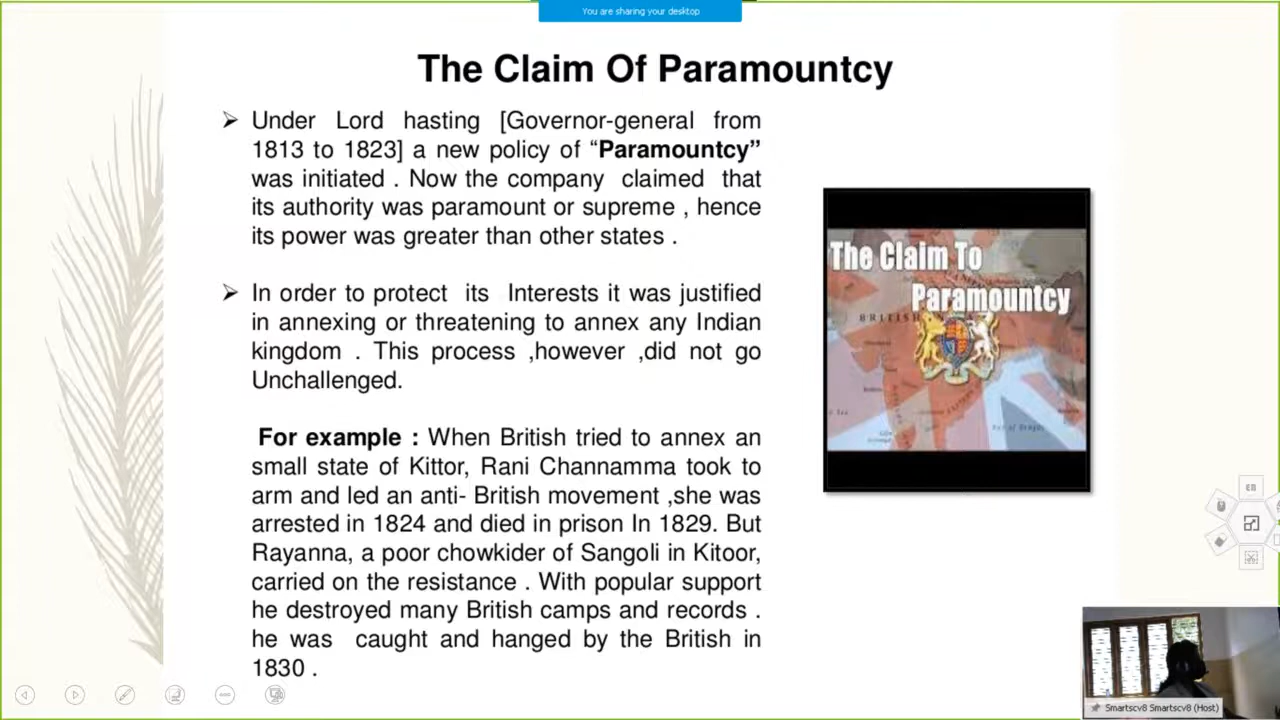 You are sharing your desktop
The Claim Of Paramountcy
➢ Under Lord hasting [Governor-general from
1813 to 1823] a new policy of “Paramountcy”
was initiated . Now the company claimed that
its authority was paramount or supreme , hence
its power was greater than other states .
➢ In order to protect its Interests it was justified
in annexing or threatening to annex any Indian
kingdom . This process ,however ,did not go
Unchallenged.
For example : When British tried to annex an
small state of Kittor, Rani Channamma took to
arm and led an anti- British movement ,she was
arrested in 1824 and died in prison In 1829. But
Rayanna, a poor chowkider of Sangoli in Kitoor,
carried on the resistance . With popular support
he destroyed many British camps and records .
he was caught and hanged by the British in
1830 .
The Claim To
Paramountcy
BRITISH
EN
Smartscv8 Smartscv8 (Host)